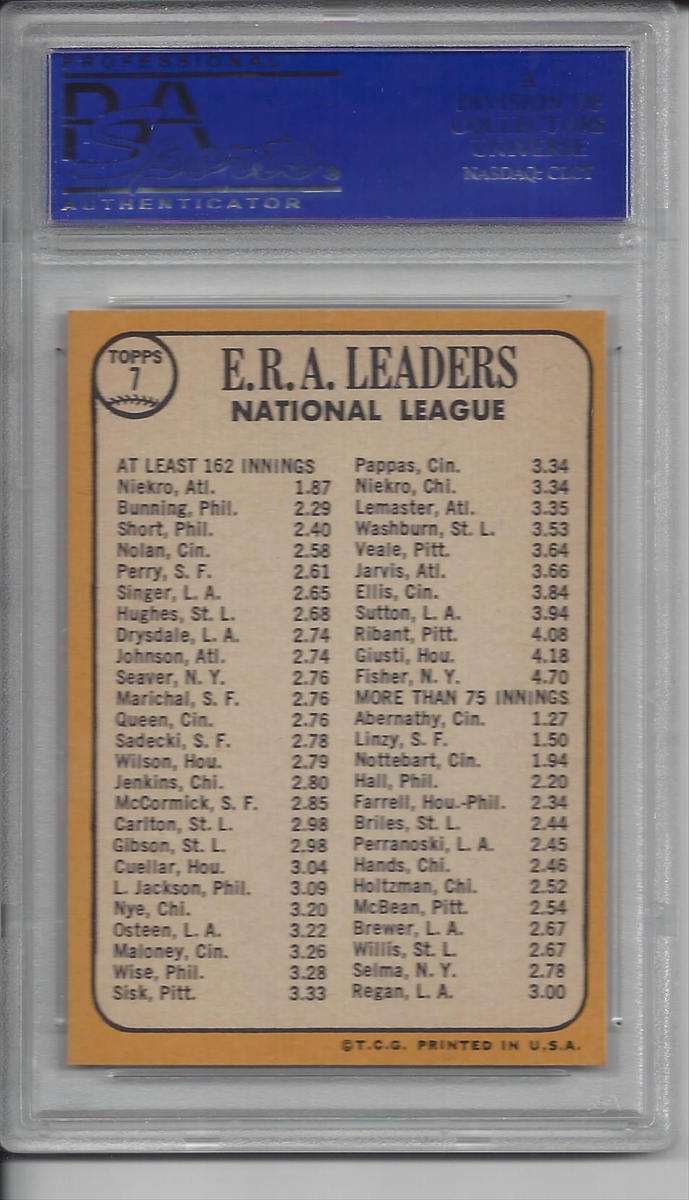 PROFESSIONAL
PSA
Sports®
AUTHENTICATOR
A
DIVISION OF
COLLECTORS
UNIVERSE
NASDAQ: CLCT
TOPPS
7
E.R.A. LEADERS
NATIONAL LEAGUE
AT LEAST 162 INNINGS
Niekro, Atl. 1.87
Bunning, Phil. 2.29
Short, Phil. 2.40
Nolan, Cin. 2.58
Perry, S. F. 2.61
Singer, L. A. 2.65
Hughes, St. L. 2.68
Drysdale, L. A. 2.74
Johnson, Atl. 2.74
Seaver, N. Y. 2.76
Marichal, S. F. 2.76
Queen, Cin. 2.76
Sadecki, S. F. 2.78
Wilson, Hou. 2.79
Jenkins, Chi. 2.80
McCormick, S. F. 2.85
Carlton, St. L. 2.98
Gibson, St. L. 2.98
Cuellar, Hou. 3.04
L. Jackson, Phil. 3.09
Nye, Chi. 3.20
Osteen, L. A. 3.22
Maloney, Cin. 3.26
Wise, Phil. 3.28
Sisk, Pitt. 3.33
Pappas, Cin. 3.34
Niekro, Chi. 3.34
Lemaster, Atl. 3.35
Washburn, St. L. 3.53
Veale, Pitt. 3.64
Jarvis, Atl. 3.66
Ellis, Cin. 3.84
Sutton, L. A. 3.94
Ribant, Pitt. 4.08
Giusti, Hou. 4.18
Fisher, N. Y. 4.70
MORE THAN 75 INNINGS
Abernathy, Cin. 1.27
Linzy, S. F. 1.50
Nottebart, Cin. 1.94
Hall, Phil. 2.20
Farrell, Hou.-Phil. 2.34
Briles, St. L. 2.44
Perranoski, L. A. 2.45
Hands, Chi. 2.46
Holtzman, Chi. 2.52
McBean, Pitt. 2.54
Brewer, L. A. 2.67
Willis, St. L. 2.67
Selma, N. Y. 2.78
Regan, L. A. 3.00
©T.C.G. PRINTED IN U.S.A.